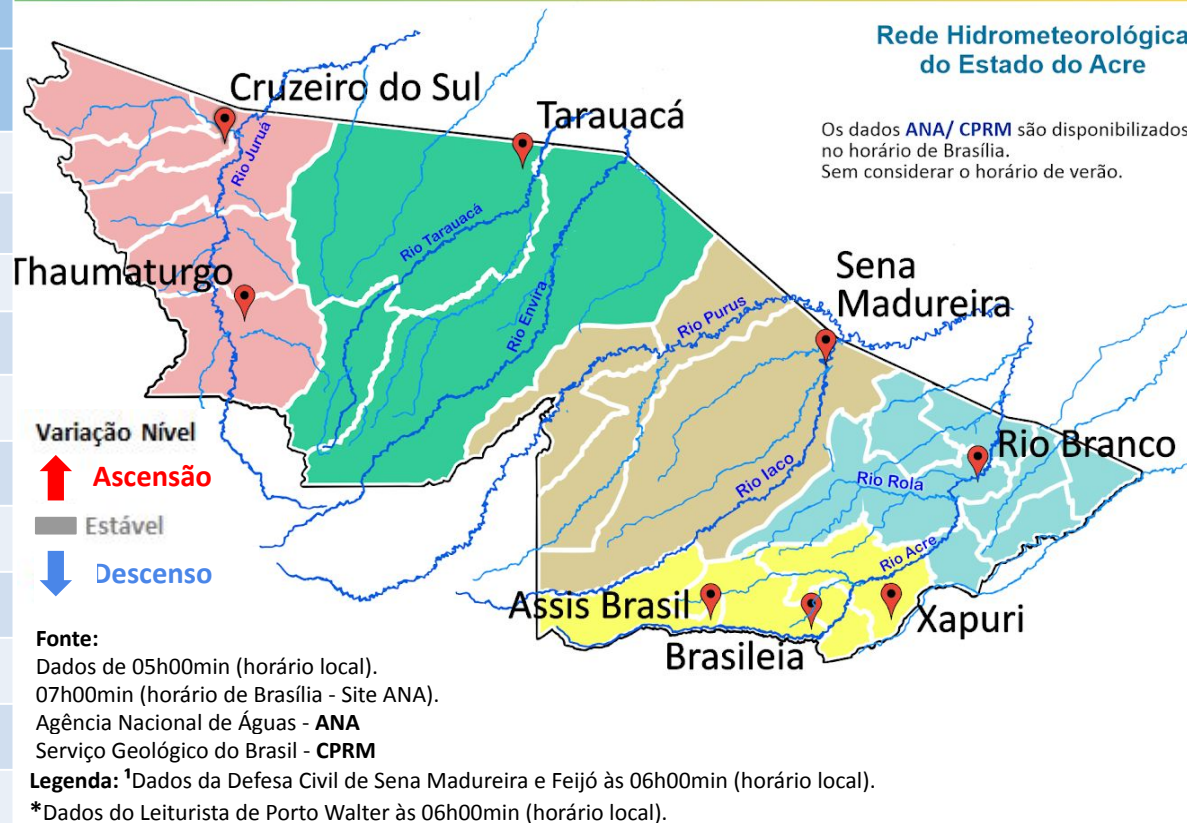 Rede Hidrometeorológica
do Estado do Acre
Os dados ANA/ CPRM são disponibilizados
no horário de Brasília.
Sem considerar o horário de verão.
Cruzeiro do Sul
Tarauacá
Rio Juruá
Rio Tarauacá
Thaumaturgo
Rio Envira
Sena
Madureira
Rio Purus
Rio Branco
Rio Iaco
Rio Rola
Rio Acre
Assis Brasil
Xapuri
Brasileia
Variação Nível
Ascensão
Estável
Descenso
Fonte:
Dados de 05h00min (horário local).
07h00min (horário de Brasília - Site ANA).
Agência Nacional de Águas - ANA
Serviço Geológico do Brasil - CPRM
Legenda: ¹Dados da Defesa Civil de Sena Madureira e Feijó às 06h00min (horário local).
*Dados do Leiturista de Porto Walter às 06h00min (horário local).